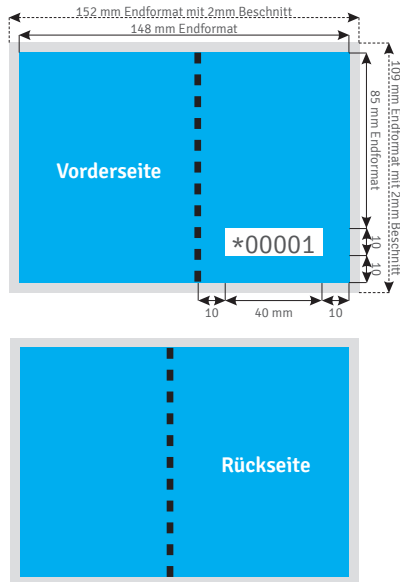 152 mm Endformat mit 2mm Beschnitt
148 mm Endformat
109 mm Endformat mit 2mm Beschnitt
85 mm Endformat
Vorderseite
*00001
10
10
10
40 mm
10
Rückseite